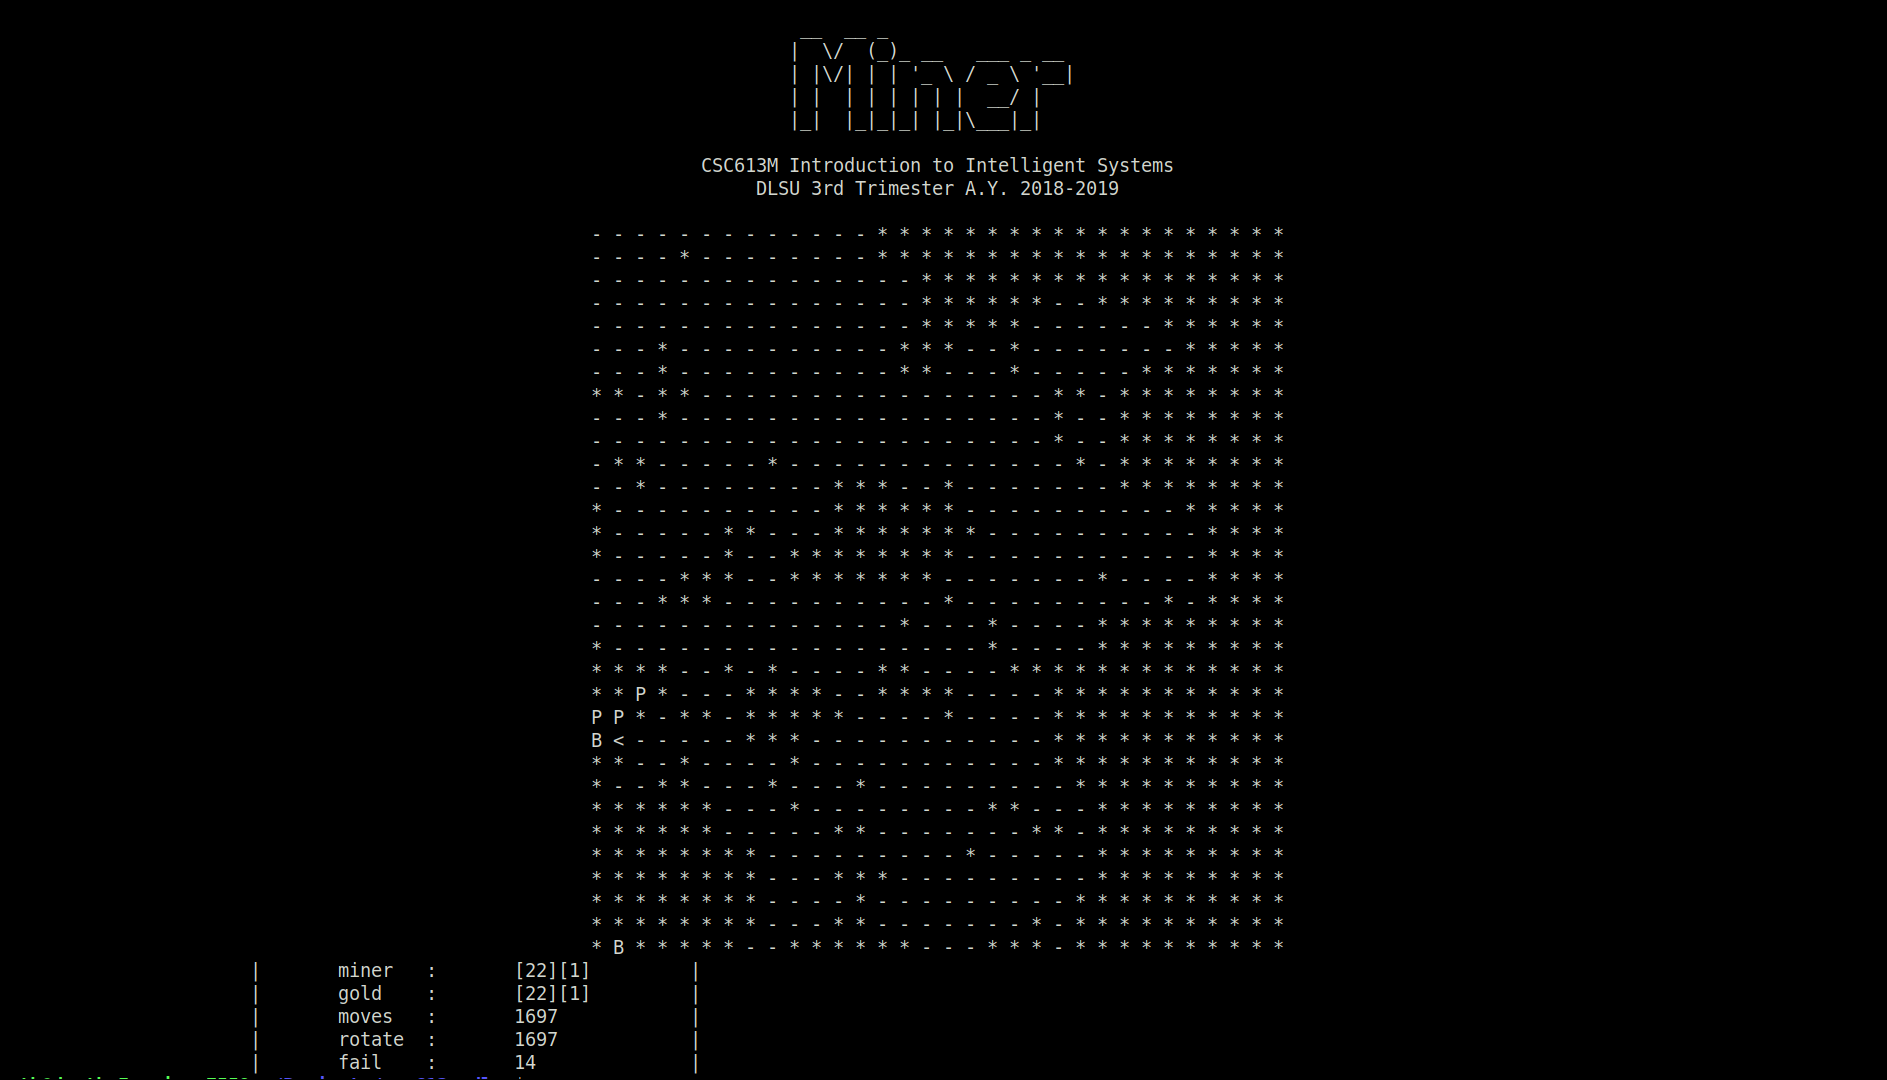 Miner
CSC613M Introduction to Intelligent Systems
DLSU 3rd Trimester A.Y. 2018-2019
- - - - - - - - - - - - - * * * * * * * * * * * * * * * * * * *
- - - - * - - - - - - - - * * * * * * * * * * * * * * * * * * *
- - - - - - - - - - - - - - - * * * * * * * * * * * * * * * * *
- - - - - - - - - - - - - - - * * * * * * - - * * * * * * * * *
- - - - - - - - - - - - - - - * * * * * - - - - - - * * * * * *
- - - * - - - - - - - - - - * * * - - * - - - - - - - * * * * *
- - - * - - - - - - - - - - * * - - - * - - - - - * * * * * * *
* * - * * - - - - - - - - - - - - - - - - * * - * * * * * * * *
- - - * - - - - - - - - - - - - - - - - - * - - * * * * * * * *
- - - - - - - - - - - - - - - - - - - - - * - - * * * * * * * *
- * * - - - - - * - - - - - - - - - - - - - * - * * * * * * * *
- - * - - - - - - - - * * * - - * - - - - - - - * * * * * * * *
* - - - - - - - - - - * * * * * * - - - - - - - - - - * * * * *
* - - - - - * * - - - * * * * * * * - - - - - - - - - - * * * *
* - - - - - * - - * * * * * * * * - - - - - - - - - - - * * * *
- - - - * * * - - * * * * * * * - - - - - - - * - - - - * * * *
- - - * * * - - - - - - - - - - * - - - - - - - - - * - * * * *
- - - - - - - - - - - - - - * - - - * - - - - * * * * * * * * *
* - - - - - - - - - - - - - - - - - * - - - - * * * * * * * * *
* * * * - - * - * - - - - * * - - - - * * * * * * * * * * * * *
* * P * - - - * * * * - - * * * * - - - - * * * * * * * * * * *
P P * - * * - * * * * * - - - - * - - - - * * * * * * * * * * *
B < - - - - - * * * - - - - - - - - - - - * * * * * * * * * * *
* * - - * - - - - * - - - - - - - - - - - * * * * * * * * * * *
* - - * * - - - * - - - * - - - - - - - - - * * * * * * * * * *
* * * * * * - - - * - - - - - - - - * * - - - * * * * * * * * *
* * * * * * - - - - - * * - - - - - - - * * - * * * * * * * * *
* * * * * * * * - - - - - - - - - * - - - - - * * * * * * * * *
* * * * * * * * - - - * * * - - - - - - - - - * * * * * * * * *
* * * * * * * * - - - - * - - - - - - - - - * * * * * * * * * *
* * * * * * * * - - - * * - - - - - - - * - * * * * * * * * * *
* B * * * * * - - * * * * * * - - - * * * - * * * * * * * * * *
| miner : [22][1] |
| gold : [22][1] |
| moves : 1697 |
| rotate : 1697 |
| fail : 14 |